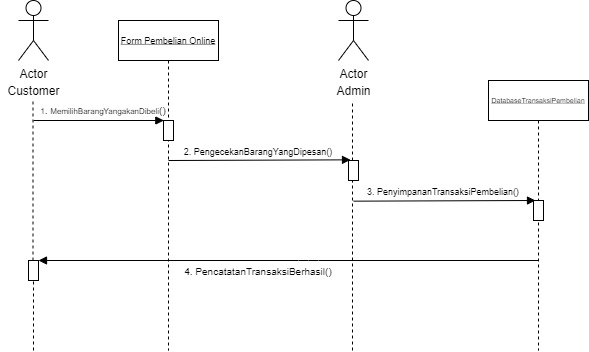 Form Pembelian Online
Actor
Customer
Actor
Admin
DatabaseTransaksiPembelian
1. MemilihBarangYangakanDibeli()
2. PengecekanBarangYangDipesan()
3. PenyimpananTransaksiPembelian()
4. PencatatanTransaksiBerhasil()